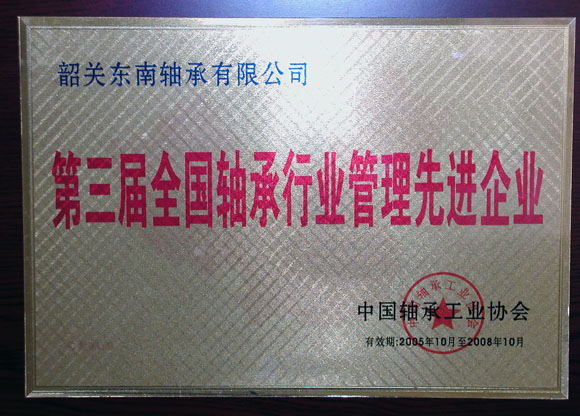 韶关东南轴承有限公司
第三届全国轴承行业管理先进企业
中国轴承工业协会
有效期:2005年10月至2008年10月